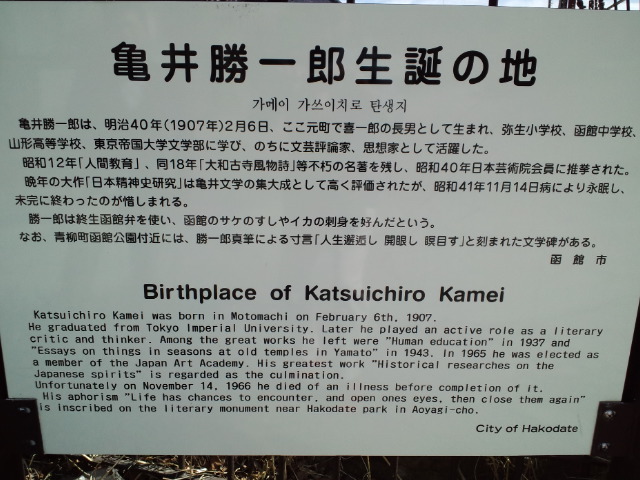 亀井勝一郎生誕の地
가메이 가쓰이치로 탄생지
亀井勝一郎は、明治40年(1907年)2月6日、ここ元町で喜一郎の長男として生まれ、弥生小学校、函館中学校、
山形高等学校、東京帝国大学文学部に学び、のちに文芸評論家、思想家として活躍した。
昭和12年「人間教育」、同18年「大和古寺風物詩」等不朽の名著を残し、昭和40年日本芸術院会員に推挙された。
晩年の大作「日本精神史研究」は亀井文学の集大成として高く評価されたが、昭和41年11月14日病により永眠し、
未完に終わったのが惜しまれる。
勝一郎は終生函館弁を使い、函館のサケのすしやイカの刺身を好んだという。
なお、青柳町函館公園付近には、勝一郎真筆による寸言「人生邂逅し 開眼し 瞑目す」と刻まれた文学碑がある。
函館市
Birthplace of Katsuichiro Kamei
Katsuichiro Kamei was born in Motomachi on February 6th, 1907.
He graduated from Tokyo Imperial University. Later he played an active role as a literary
critic and thinker. Among the great works he left were "Human education" in 1937 and
"Essays on things in seasons at old temples in Yamato" in 1943. In 1965 he was elected as
a member of the Japan Art Academy. His greatest work "Historical researches on the
Japanese spirits" is regarded as the culmination.
Unfortunately on November 14, 1966 he died of an illness before completion of it.
His aphorism "Life has chances to encounter, and open ones eyes, then close them again"
is inscribed on the literary monument near Hakodate park in Aoyagi-cho.
City of Hakodate